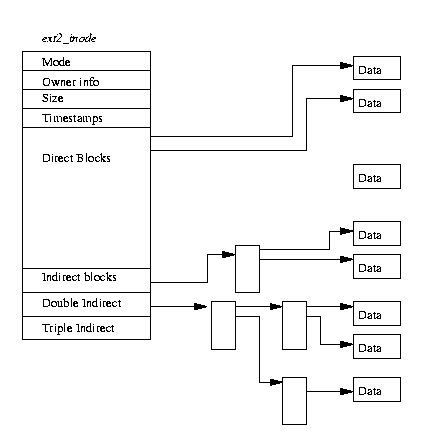 ext2_inode
Mode
Owner info
Size
Timestamps
Direct Blocks
Indirect blocks
Double Indirect
Triple Indirect
Data
Data
Data
Data
Data
Data
Data
Data